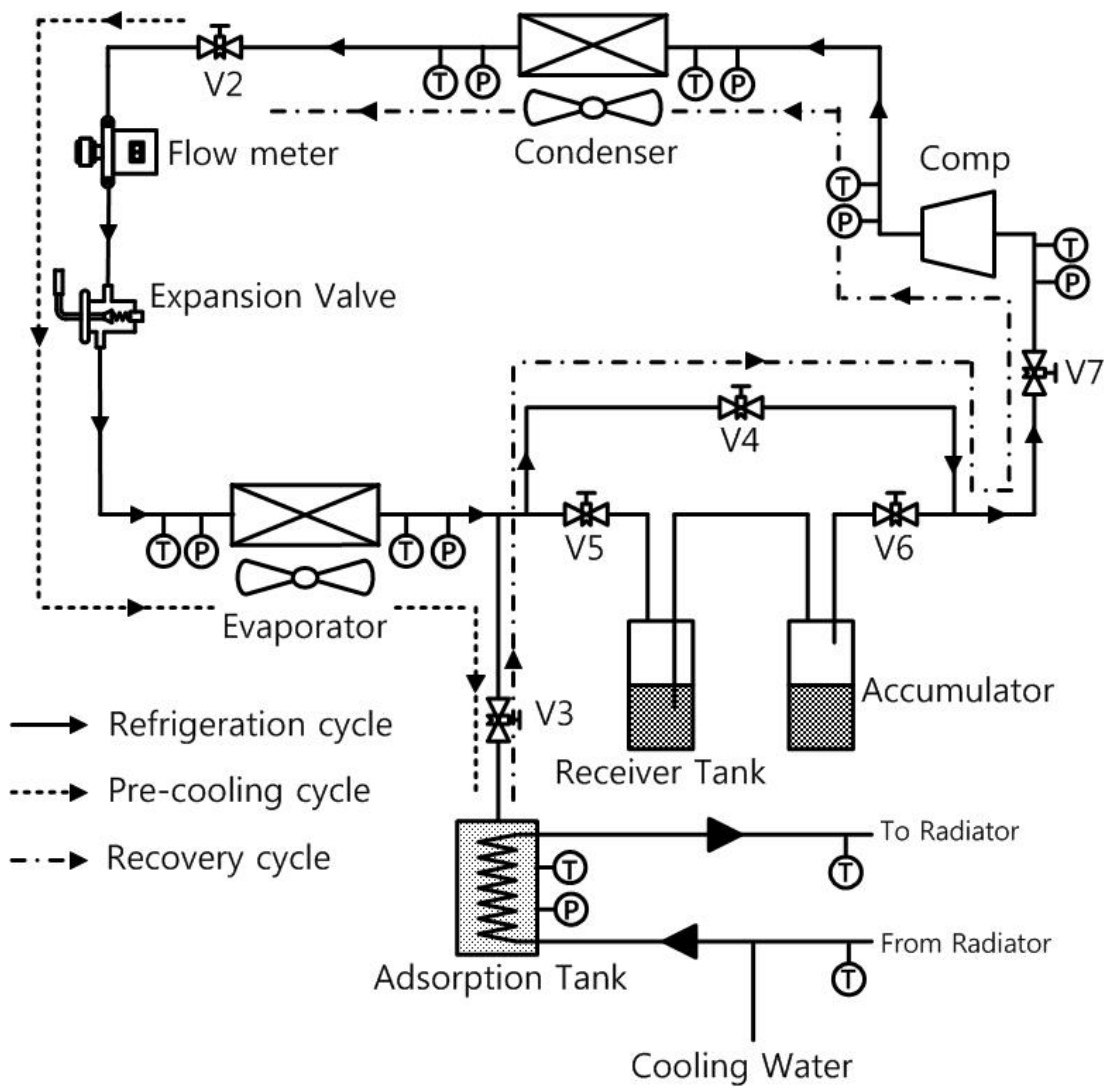 T
P
T
P
V2
Flow meter
Condenser
Comp
T
P
T
P
Expansion Valve
V7
V4
T
P
T
P
V5
V6
Evaporator
Accumulator
V3
Refrigeration cycle
Receiver Tank
Pre-cooling cycle
To Radiator
Recovery cycle
T
T
P
From Radiator
T
Adsorption Tank
Cooling Water